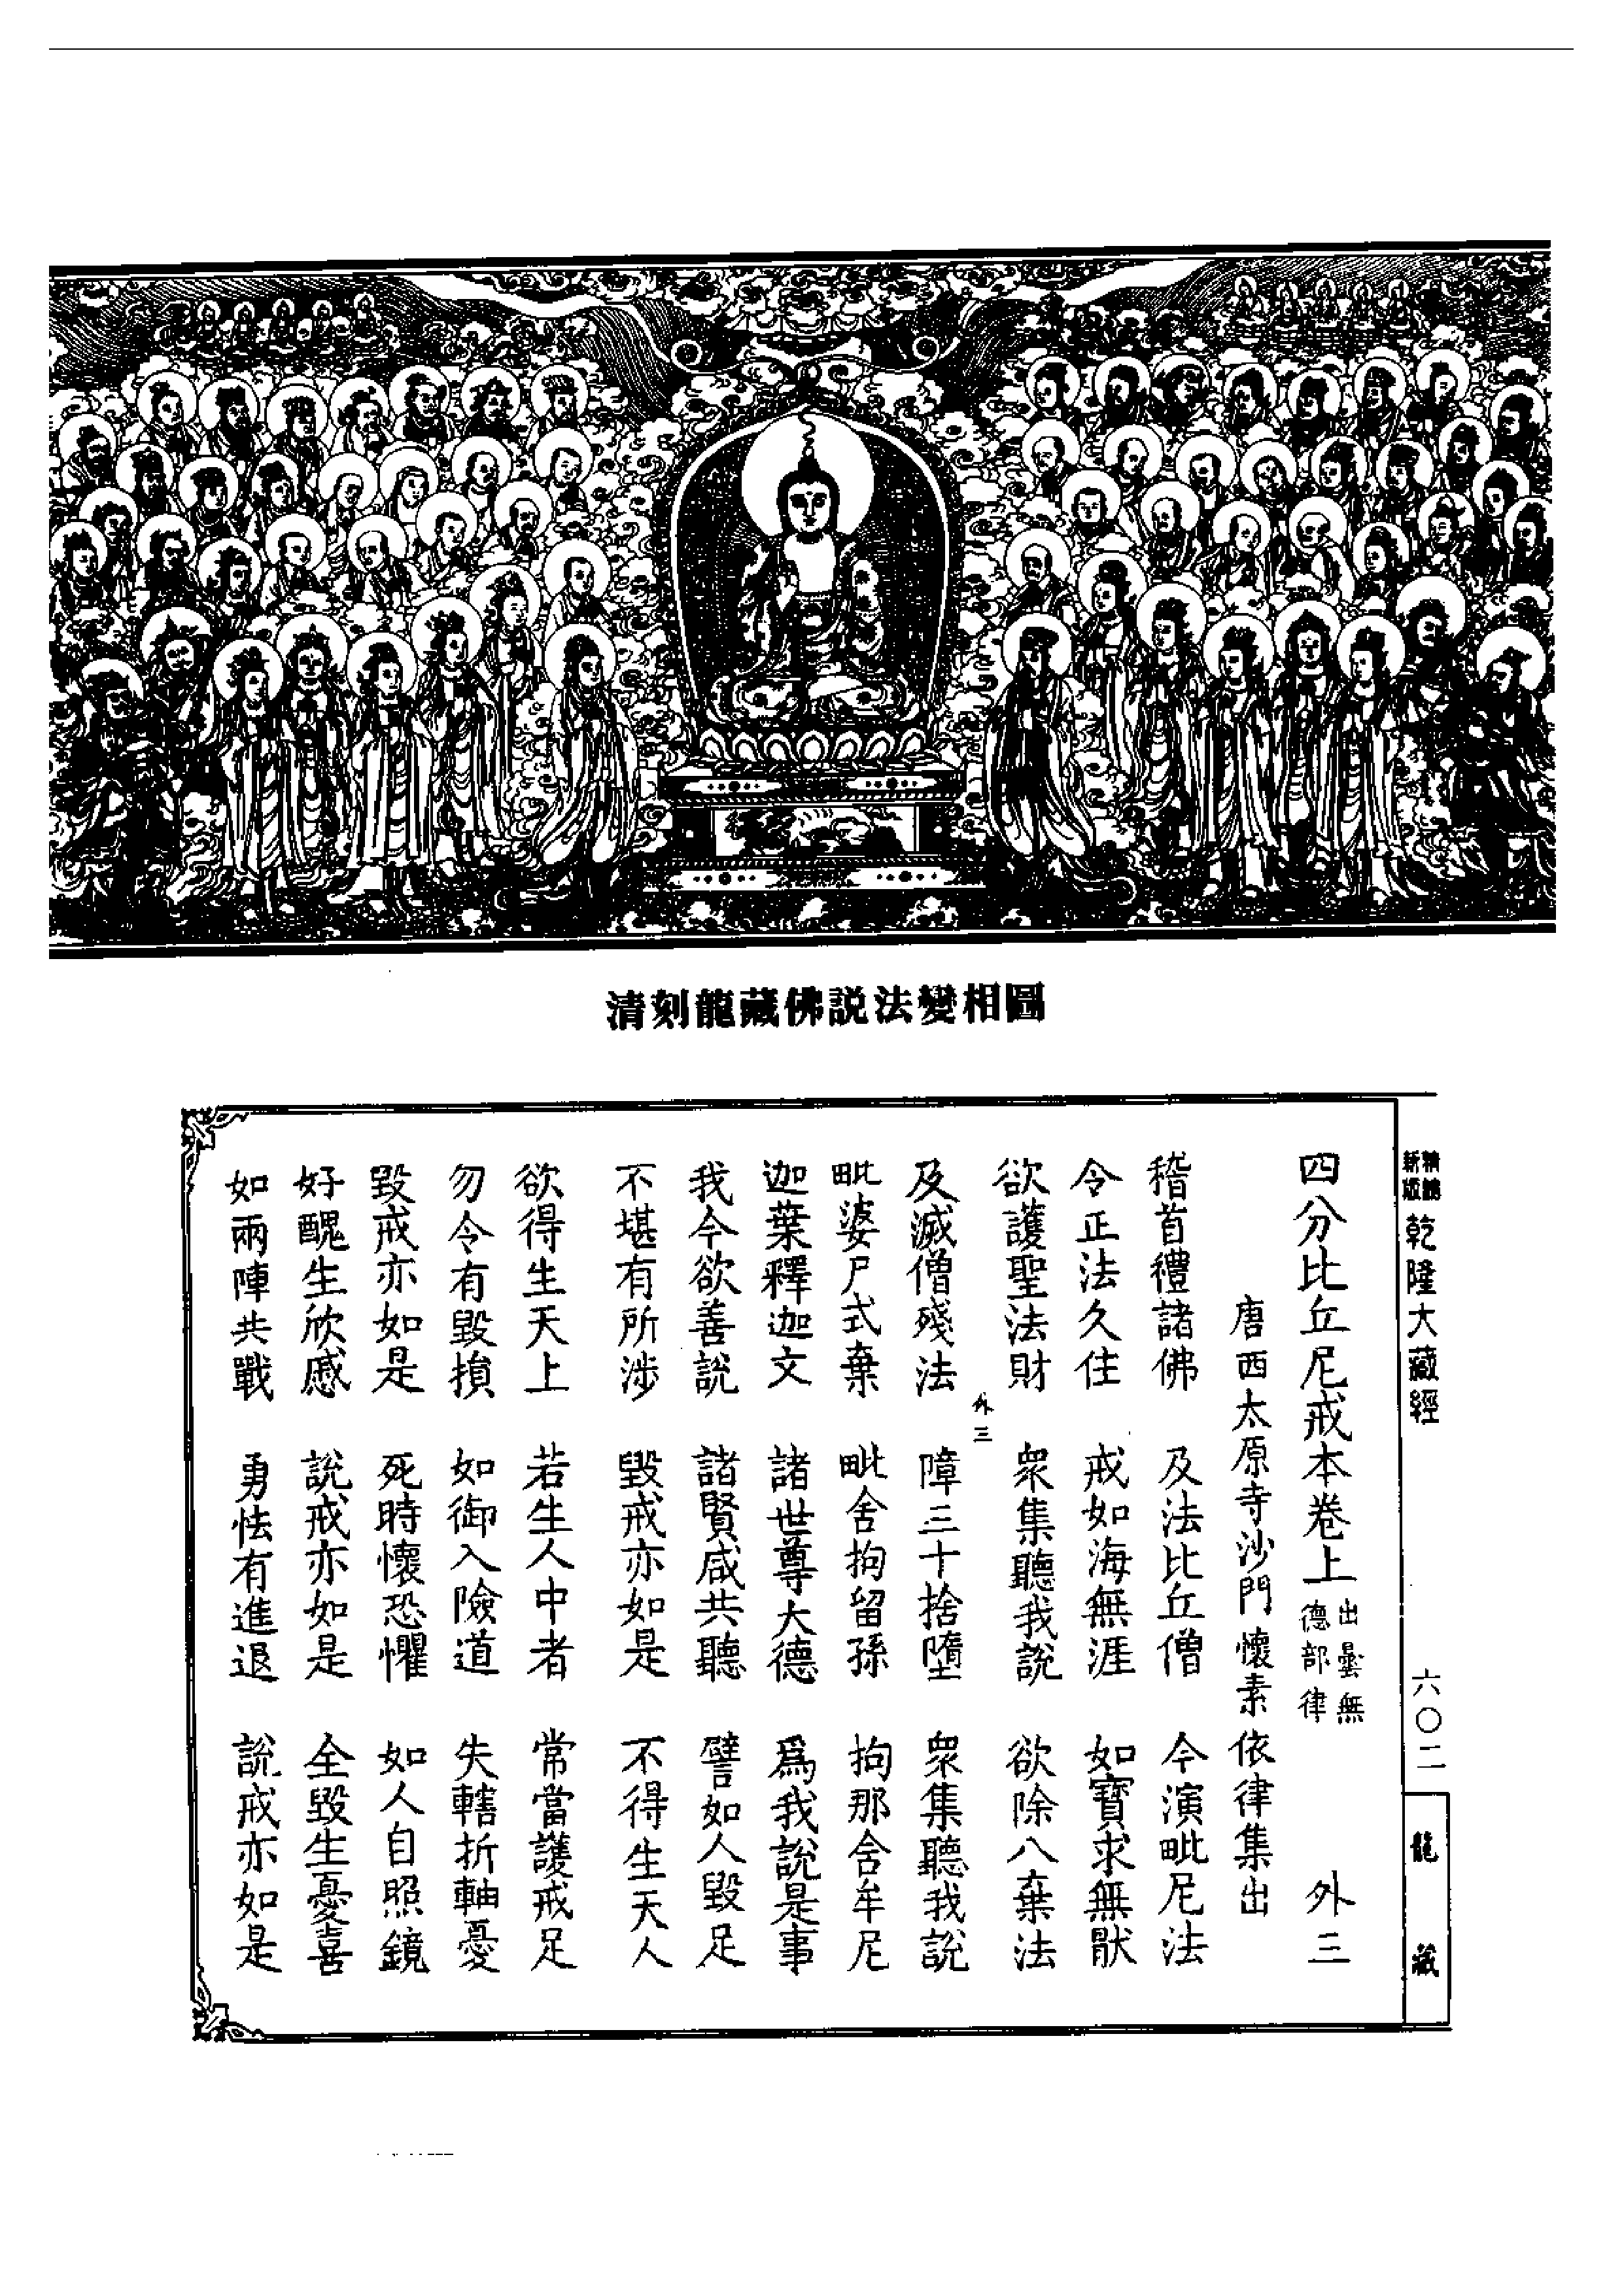 清刻龍藏佛説法變相圖
新版
乾隆大藏經
六〇二
龍藏
四分比丘尼戒本卷上 出曇無德部律 外三
唐西太原寺沙門懷素依律集出
稽首禮諸佛 及法比丘僧 今演毗尼法
令正法久住 戒如海無涯 如寶求無厭
欲護聖法財 衆集聽我説 欲除八棄法
外三
及滅僧殘法 障三十捨墮 衆集聽我説
毗婆尸式棄 毗舍拘留孫 拘那含牟尼
迦葉釋迦文 諸世尊大德 爲我説是事
我今欲善説 諸賢咸共聽 譬如人毀足
不堪有所涉 毀戒亦如是 不得生天人
欲得生天上 若生人中者 常當護戒足
勿令有毀損 如御入險道 失轄折軸憂
毀戒亦如是 死時懷恐懼 如人自照鏡
好醜生欣慼 説戒亦如是 全毀生憂喜
如兩陣共戰 勇怯有進退 説戒亦如是